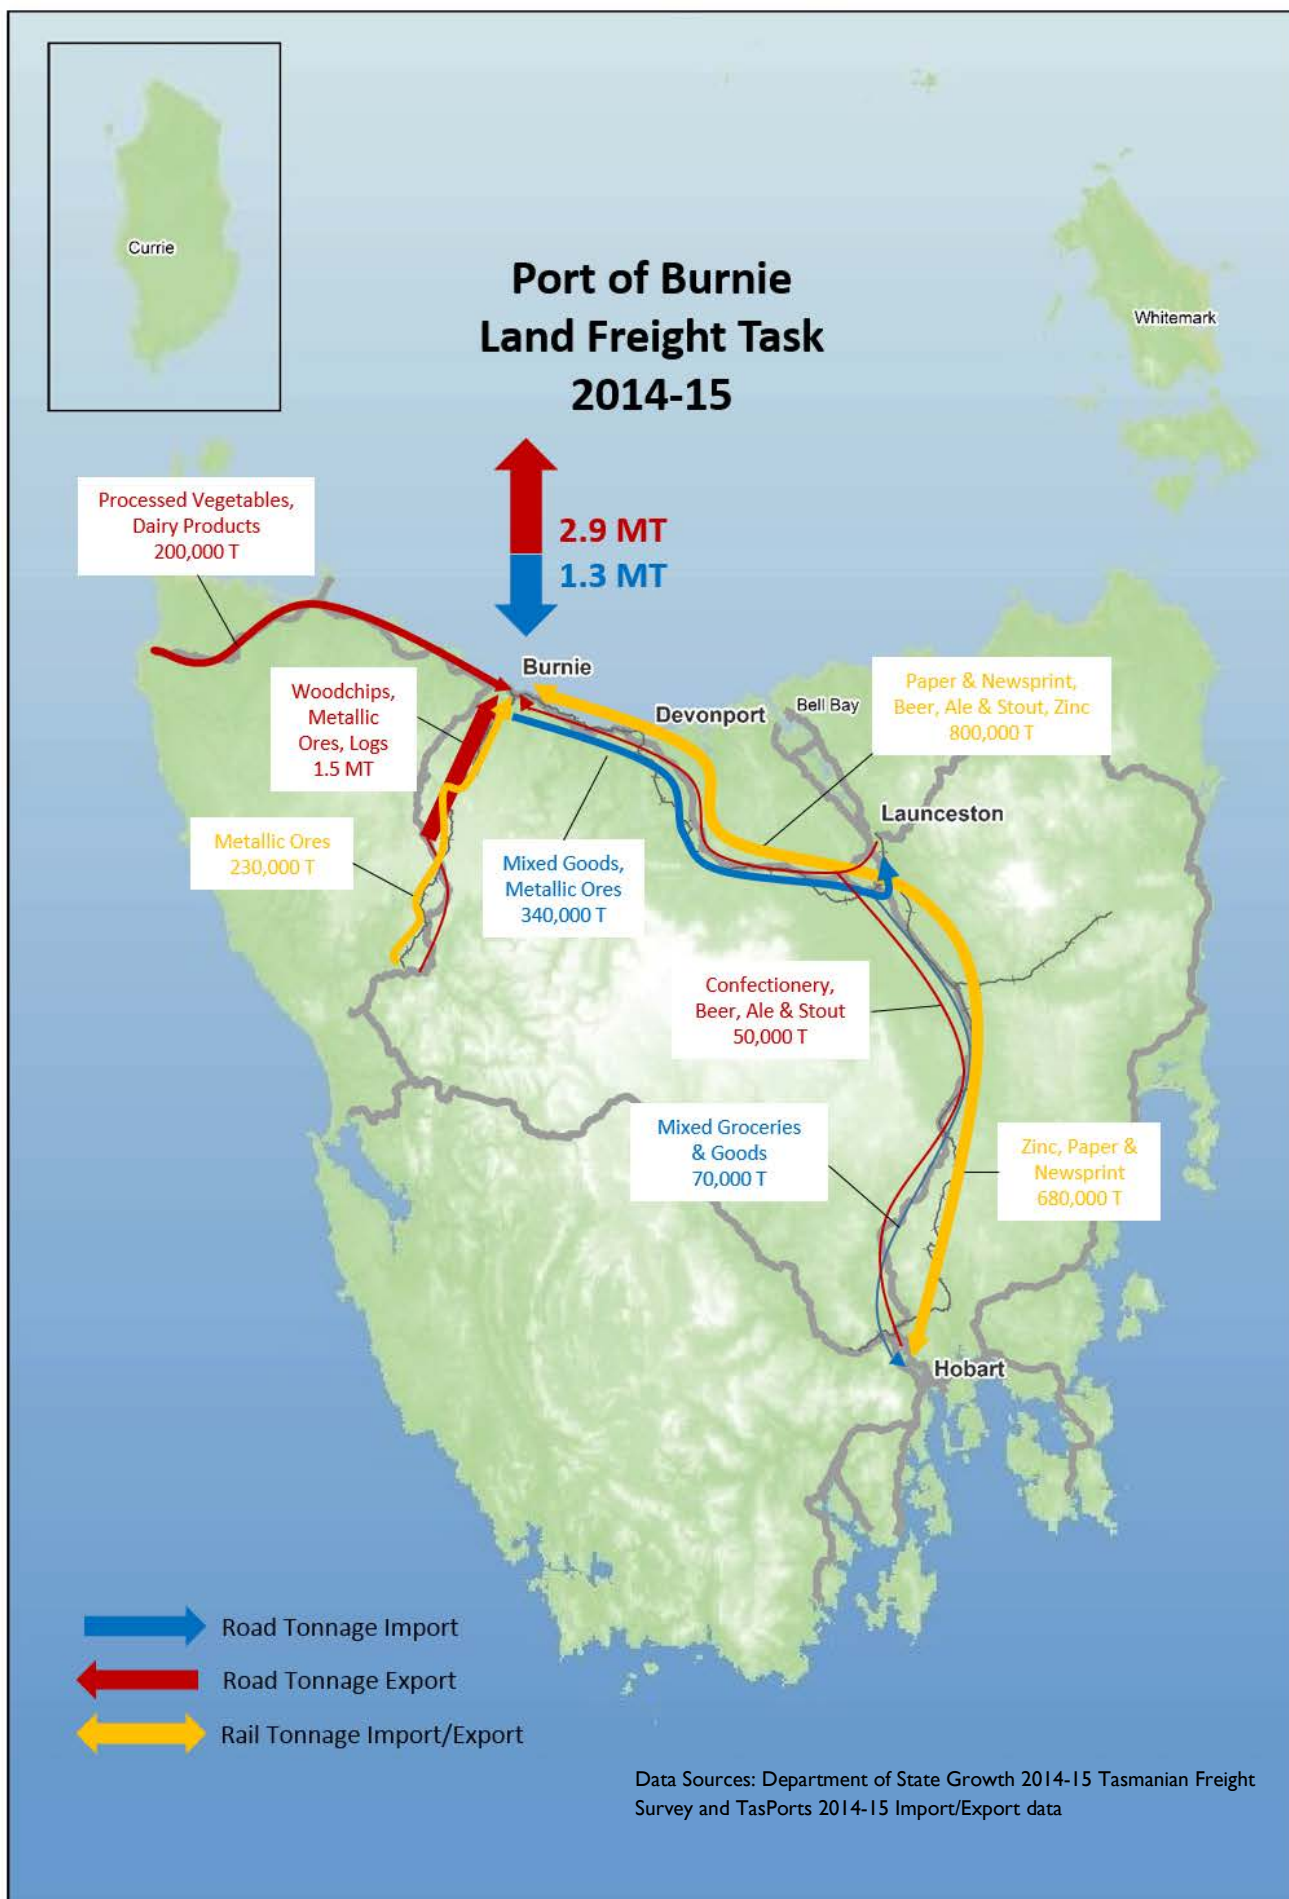 Currie
Whitemark
Port of Burnie
Land Freight Task
2014-15
Processed Vegetables,
Dairy Products
200,000 T
2.9 MT
1.3 MT
Burnie
Woodchips,
Metallic
Ores, Logs
1.5 MT
Devonport
Bell Bay
Paper & Newsprint,
Beer, Ale & Stout, Zinc
800,000 T
Launceston
Metallic Ores
230,000 T
Mixed Goods,
Metallic Ores
340,000 T
Confectionery,
Beer, Ale & Stout
50,000 T
Mixed Groceries
& Goods
70,000 T
Zinc, Paper &
Newsprint
680,000 T
Hobart
Road Tonnage Import
Road Tonnage Export
Rail Tonnage Import/Export
Data Sources: Department of State Growth 2014-15 Tasmanian Freight
Survey and TasPorts 2014-15 Import/Export data